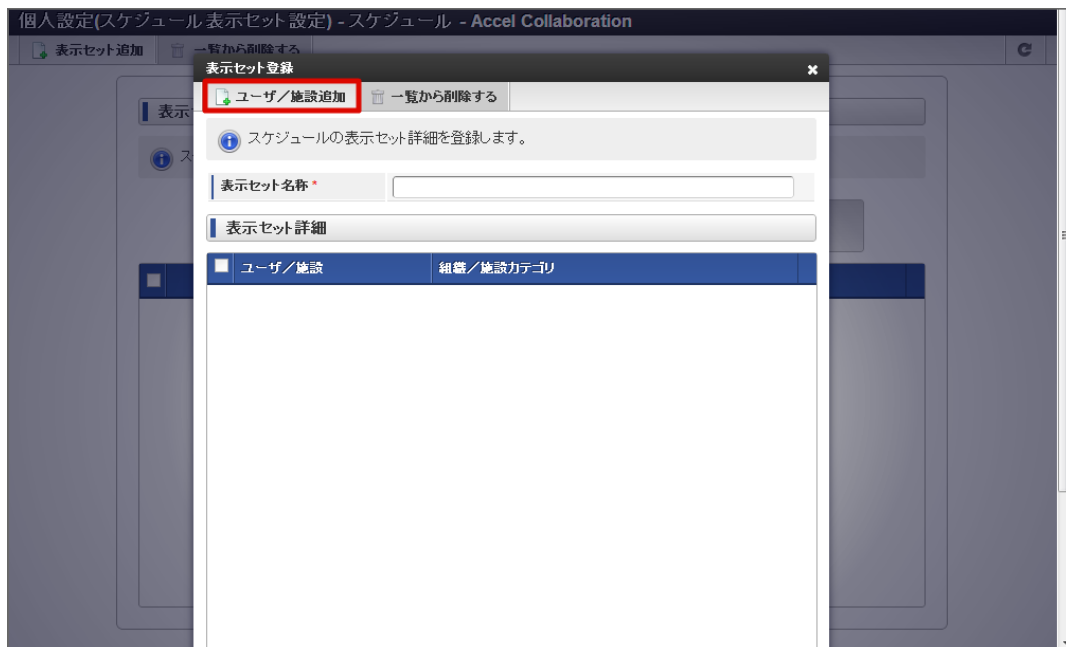 個人設定(スケジュール表示セット設定) - スケジュール - Accel Collaboration
表示セット追加 一覧から削除する
表示セット登録
ユーザ／施設追加 一覧から削除する
表示
スケジュールの表示セット詳細を登録します。
ス
表示セット名称 *
表示セット詳細
ユーザ／施設 組織／施設カテゴリ